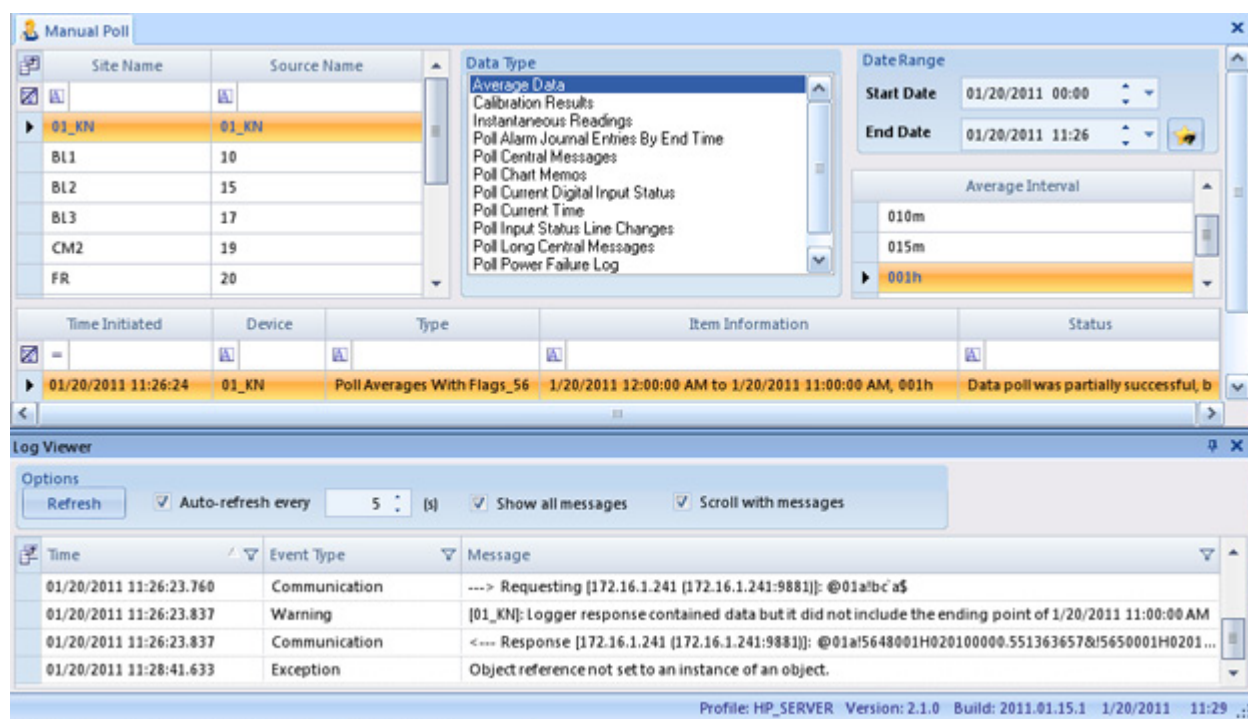 Manual Poll
Site Name Source Name
01_KN 01_KN
BL1 10
BL2 15
BL3 17
CM2 19
FR 20
Data Type
Average Data
Calibration Results
Instantaneous Readings
Poll Alarm Journal Entries By End Time
Poll Central Messages
Poll Chart Memos
Poll Current Digital Input Status
Poll Current Time
Poll Input Status Line Changes
Poll Long Central Messages
Poll Power Failure Log
Date Range
Start Date 01/20/2011 00:00
End Date 01/20/2011 11:26
Average Interval
010m
015m
001h
Time Initiated Device Type Item Information Status
=
01/20/2011 11:26:24 01_KN Poll Averages With Flags_56 1/20/2011 12:00:00 AM to 1/20/2011 11:00:00 AM, 001h Data poll was partially successful, b
Log Viewer
Options
Refresh Auto-refresh every 5 (s) Show all messages Scroll with messages
Time Event Type Message
01/20/2011 11:26:23.760 Communication ---> Requesting [172.16.1.241 (172.16.1.241:9881)]: @01a!bc`a$
01/20/2011 11:26:23.837 Warning [01_KN]: Logger response contained data but it did not include the ending point of 1/20/2011 11:00:00 AM
01/20/2011 11:26:23.837 Communication <--- Response [172.16.1.241 (172.16.1.241:9881)]: @01a!5648001H020100000.551363657&!5650001H0201...
01/20/2011 11:28:41.633 Exception Object reference not set to an instance of an object.
Profile: HP_SERVER Version: 2.1.0 Build: 2011.01.15.1 1/20/2011 11:29